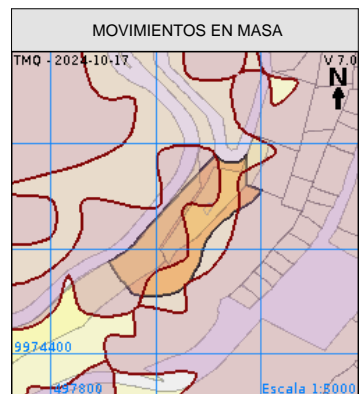 MOVIMIENTOS EN MASA
TMQ - 2024-10-17 V 7.0
N
9974400
497800 Escala 1:5000